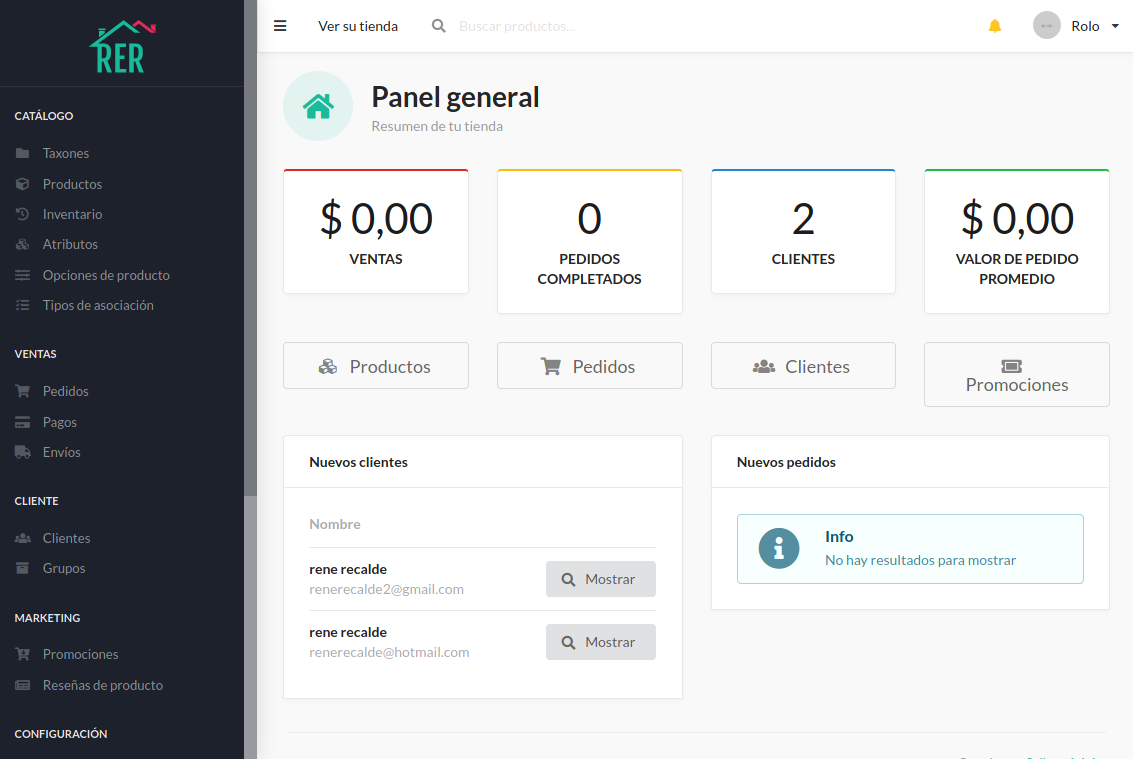 RER
Ver su tienda
Buscar productos...
Rolo
CATÁLOGO
Taxones
Productos
Inventario
Atributos
Opciones de producto
Tipos de asociación
VENTAS
Pedidos
Pagos
Envíos
CLIENTE
Clientes
Grupos
MARKETING
Promociones
Reseñas de producto
CONFIGURACIÓN
Panel general
Resumen de tu tienda
$ 0,00
VENTAS
0
PEDIDOS
COMPLETADOS
2
CLIENTES
$ 0,00
VALOR DE PEDIDO
PROMEDIO
Productos
Pedidos
Clientes
Promociones
Nuevos clientes
Nombre
rene recalde
renerecalde2@gmail.com
Mostrar
rene recalde
renerecalde@hotmail.com
Mostrar
Nuevos pedidos
Info
No hay resultados para mostrar